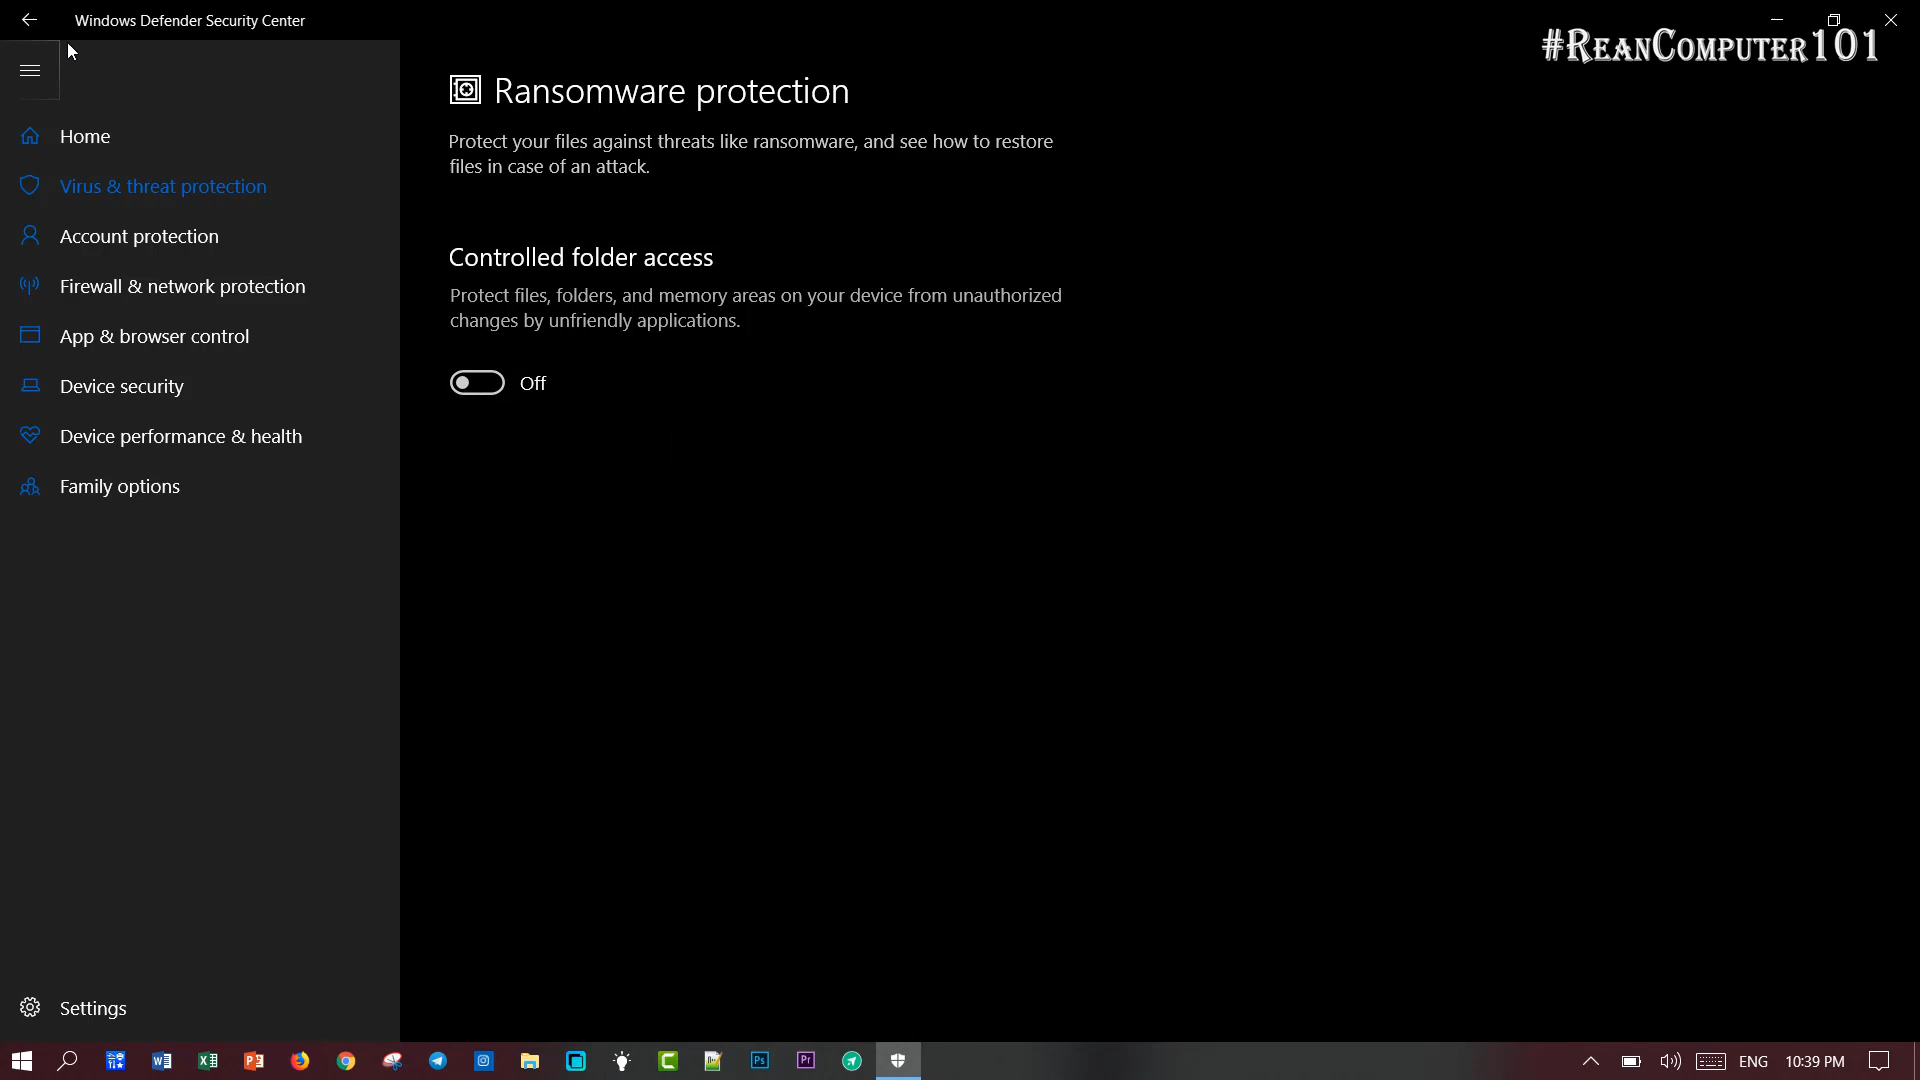 Windows Defender Security Center
#ReanComputer101
Home
Virus & threat protection
Account protection
Firewall & network protection
App & browser control
Device security
Device performance & health
Family options
Settings
Ransomware protection
Protect your files against threats like ransomware, and see how to restore
files in case of an attack.
Controlled folder access
Protect files, folders, and memory areas on your device from unauthorized
changes by unfriendly applications.
Off
Ps
Pr
ENG
10:39 PM